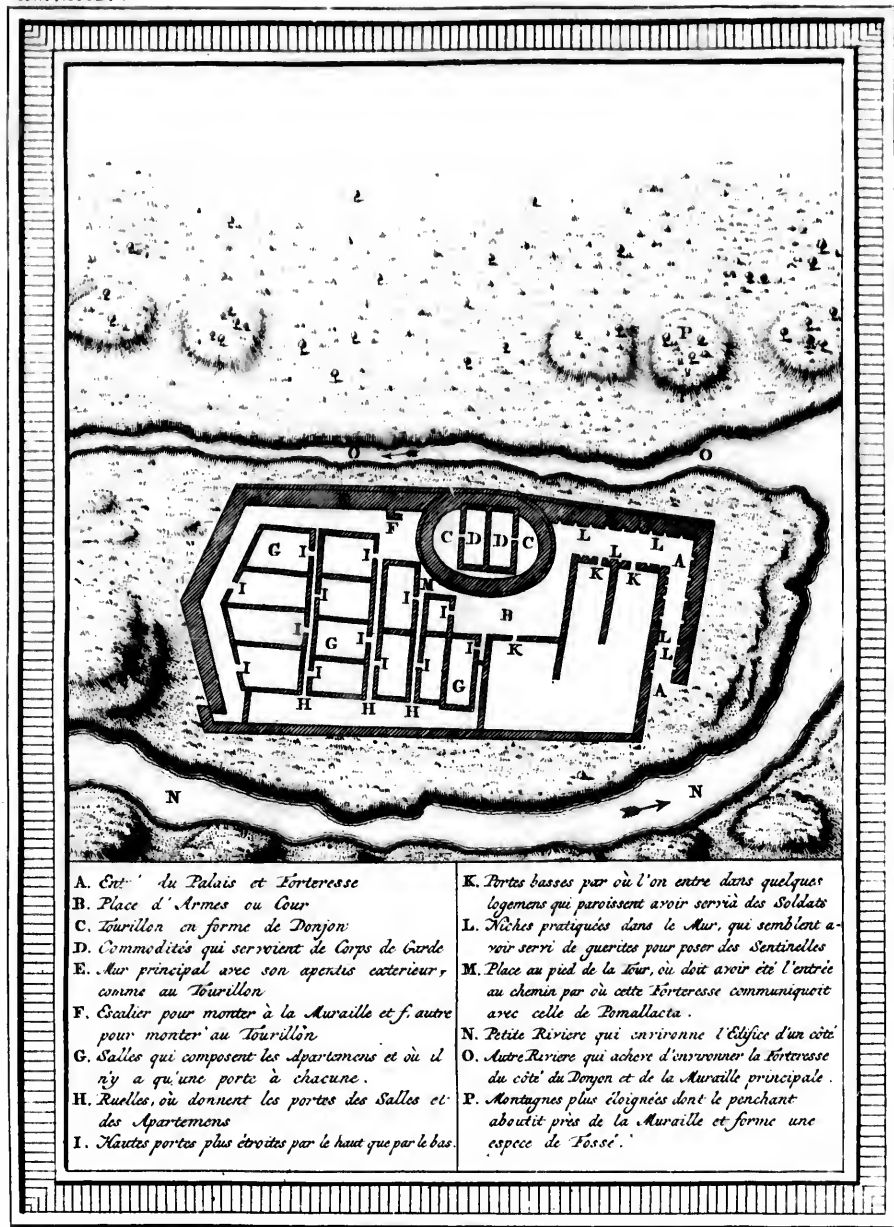 O
O
P
F
C
D
D
C
L
L
L
A
G
I
I
I
K
K
I
I
I
M
I
B
I
G
I
I
I
I
K
L
L
I
I
I
G
A
H
H
H
N
N
A. Ent du Palais et Forteresse
B. Place d'Armes ou Cour
C. Tourillon en forme de Donjon
D. Commodités qui servoient de Corps de Garde
E. Mur principal avec son apentis exterieur,
comme au Tourillon
F. Escalier pour monter à la Muraille et f. autre
pour monter au Tourillon
G. Salles qui composent les Apartemens et où il
n'y a qu'une porte à chacune.
H. Ruelles, où donnent les portes des Salles et
des Apartemens
I. Hautes portes plus étroites par le haut que par le bas.
K. Portes basses par où l'on entre dans quelques
logemens qui paroissent avoir servi à des Soldats
L. Niches pratiquées dans le Mur, qui semblent a-
voir servi de guerites pour poser des Sentinelles
M. Place au pied de la Tour, où doit avoir été l'entrée
au chemin par où cette Forteresse communiquoit
avec celle de Pomallacta.
N. Petite Riviere qui environne l'Edifice d'un côté
O. Autre Riviere qui acheve d'environner la Forteresse
du côté du Donjon et de la Muraille principale.
P. Montagnes plus éloignées dont le penchant
aboutit près de la Muraille et forme une
espece de Fossé.